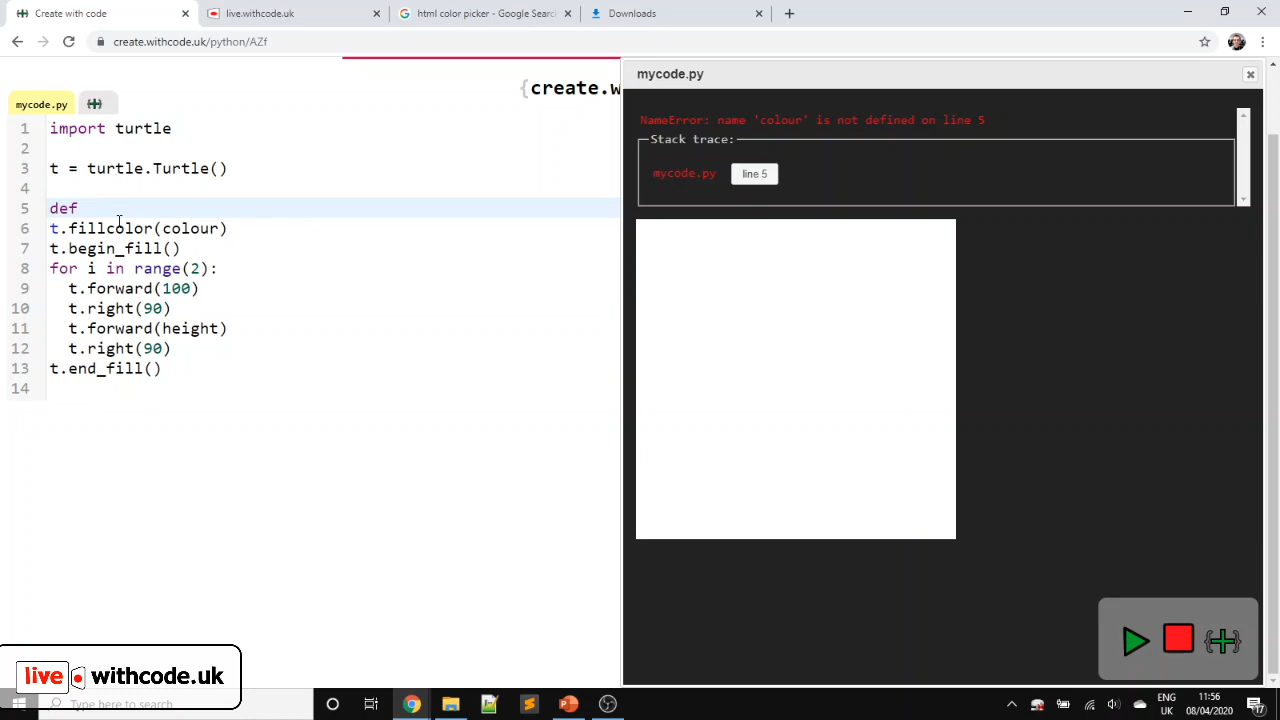 Create with code
live.withcode.uk
html color picker - Google Searc
Downloads
create.withcode.uk/python/AZf
{create.w
mycode.py
mycode.py
NameError: name 'colour' is not defined on line 5
Stack trace:
mycode.py line 5
1 import turtle
2
3 t = turtle.Turtle()
4
5 def
6 t.fillcolor(colour)
7 t.begin_fill()
8 for i in range(2):
9 t.forward(100)
10 t.right(90)
11 t.forward(height)
12 t.right(90)
13 t.end_fill()
14
live withcode.uk
Type here to search
ENG
UK
11:56
08/04/2020
17